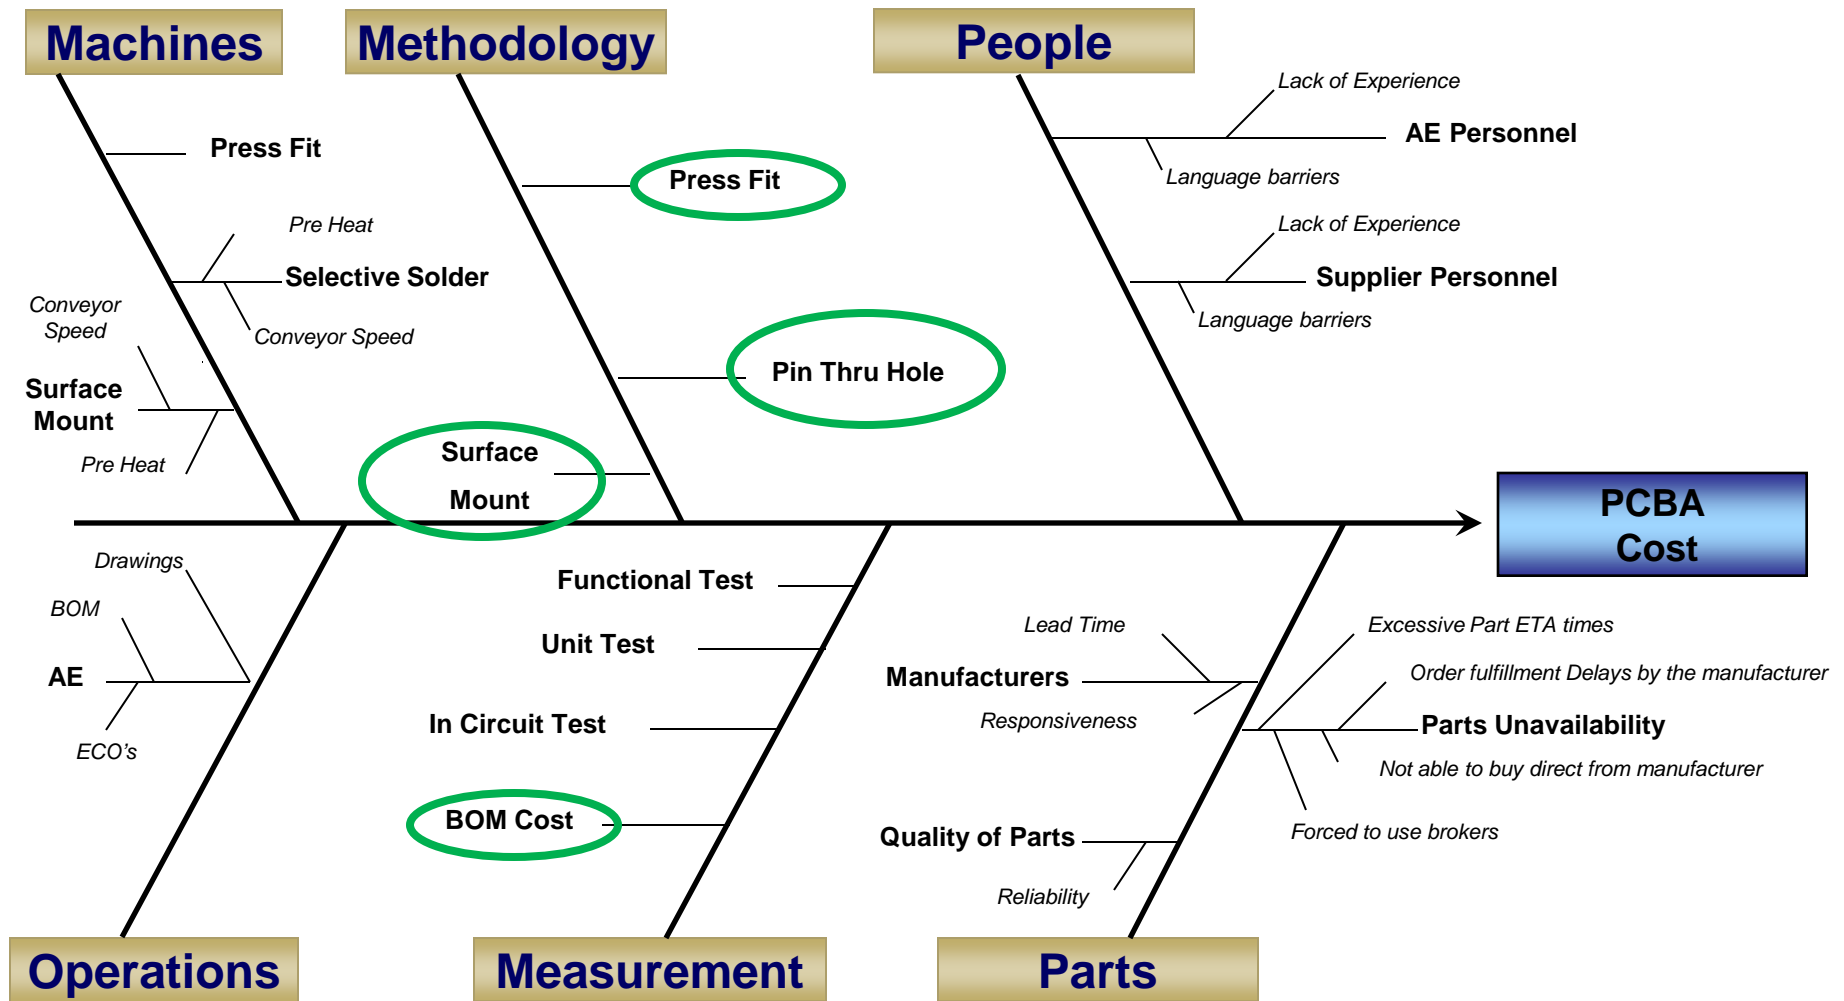 Machines
Methodology
People
Lack of Experience
AE Personnel
Press Fit
Press Fit
Language barriers
Pre Heat
Lack of Experience
Selective Solder
Supplier Personnel
Conveyor
Speed
Conveyor Speed
Language barriers
Pin Thru Hole
Surface
Mount
Pre Heat
Surface
Mount
PCBA
Cost
Drawings
BOM
AE
ECO’s
Functional Test
Unit Test
In Circuit Test
BOM Cost
Lead Time
Manufacturers
Responsiveness
Excessive Part ETA times
Order fulfillment Delays by the manufacturer
Parts Unavailability
Not able to buy direct from manufacturer
Forced to use brokers
Quality of Parts
Reliability
Operations
Measurement
Parts